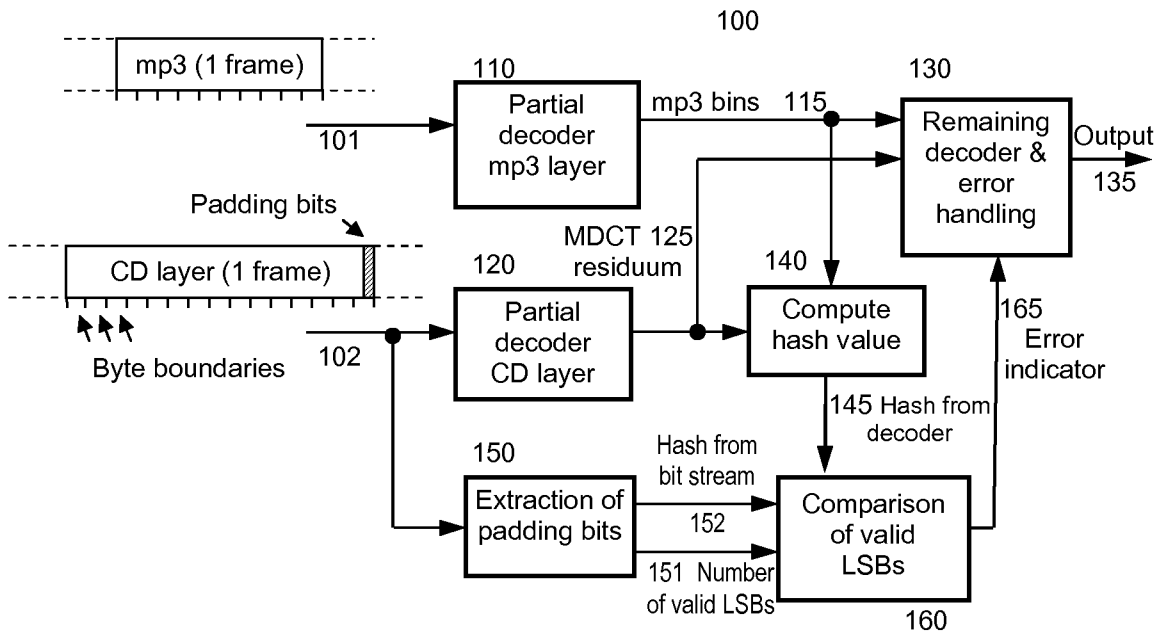 100
mp3 (1 frame)
110
Partial
decoder
mp3 layer
mp3 bins
115
130
Remaining
decoder &
error
handling
Output
135
101
Padding bits
CD layer (1 frame)
Byte boundaries
102
120
Partial
decoder
CD layer
MDCT 125
residuum
140
Compute
hash value
165
Error
indicator
145 Hash from
decoder
150
Extraction of
padding bits
Hash from
bit stream
152
151 Number
of valid LSBs
Comparison
of valid
LSBs
160